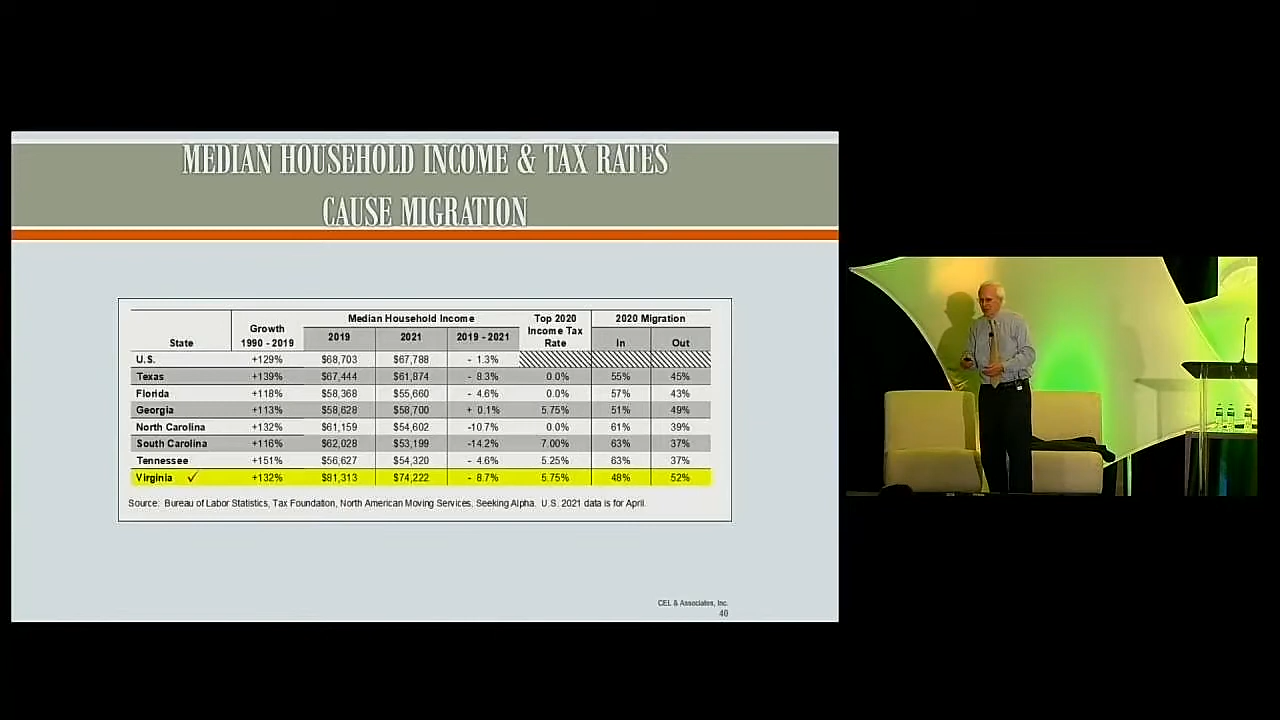 MEDIAN HOUSEHOLD INCOME & TAX RATES
CAUSE MIGRATION
State Growth 1990 - 2019 Median Household Income Top 2020 Income Tax Rate 2020 Migration
2019 2021 2019 - 2021 In Out
U.S. +129% $68,703 $67,788 - 1.3%
Texas +139% $67,444 $61,874 - 8.3% 0.0% 55% 45%
Florida +118% $58,368 $55,660 - 4.6% 0.0% 57% 43%
Georgia +113% $58,628 $58,700 + 0.1% 5.75% 51% 49%
North Carolina +132% $61,159 $54,602 -10.7% 0.0% 61% 39%
South Carolina +116% $62,028 $53,199 -14.2% 7.00% 63% 37%
Tennessee +151% $56,627 $54,320 - 4.6% 5.25% 63% 37%
Virginia ✓ +132% $81,313 $74,222 - 8.7% 5.75% 48% 52%
Source: Bureau of Labor Statistics, Tax Foundation, North American Moving Services, Seeking Alpha. U.S. 2021 data is for April.
CEL & Associates, Inc.
40